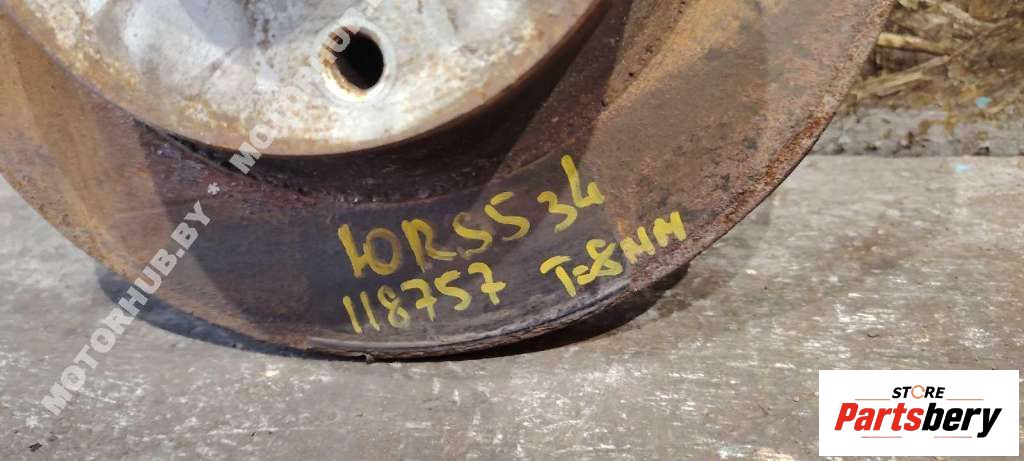 MOTORHUB.BY * MOTORHUB.BY
10RS534
118757 T=8MM
STORE
Partsbery